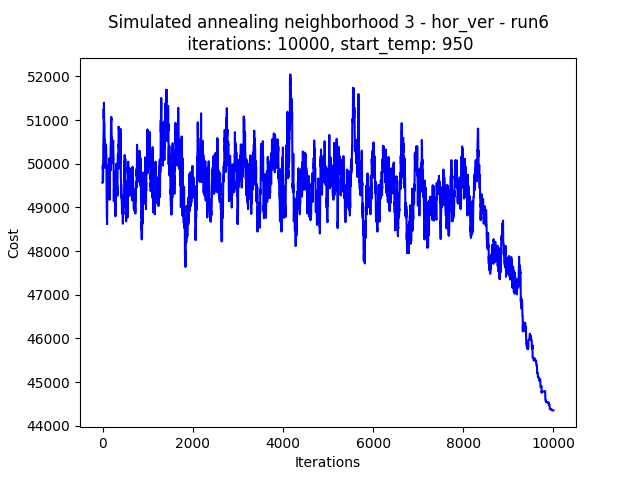 Simulated annealing neighborhood 3 - hor_ver - run6
iterations: 10000, start_temp: 950
52000
51000
50000
49000
48000
47000
46000
45000
44000
Cost
0 2000 4000 6000 8000 10000
Iterations